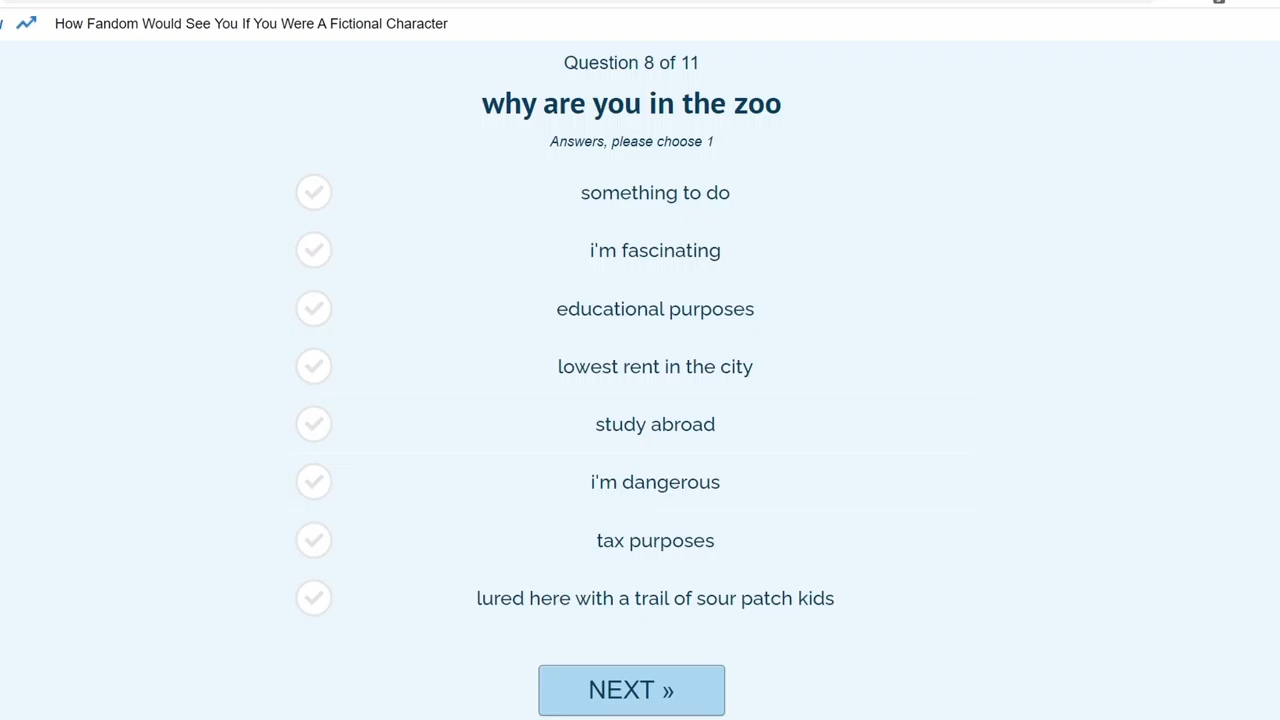 How Fandom Would See You If You Were A Fictional Character
Question 8 of 11
why are you in the zoo
Answers, please choose 1
something to do
i'm fascinating
educational purposes
lowest rent in the city
study abroad
i'm dangerous
tax purposes
lured here with a trail of sour patch kids
NEXT »